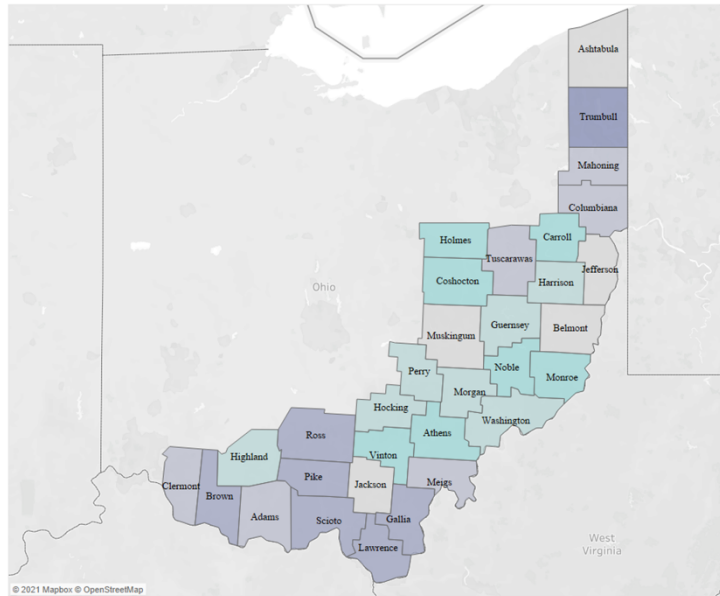 Ashtabula
Trumbull
Mahoning
Columbiana
Holmes
Carroll
Tuscarawas
Jefferson
Coshocton
Harrison
Ohio
Guernsey
Muskingum
Belmont
Noble
Perry
Monroe
Morgan
Hocking
Washington
Ross
Athens
Highland
Vinton
Pike
Meigs
Clermont
Jackson
Brown
Adams
Scioto
Gallia
Lawrence
West
Virginia
© 2021 Mapbox © OpenStreetMap